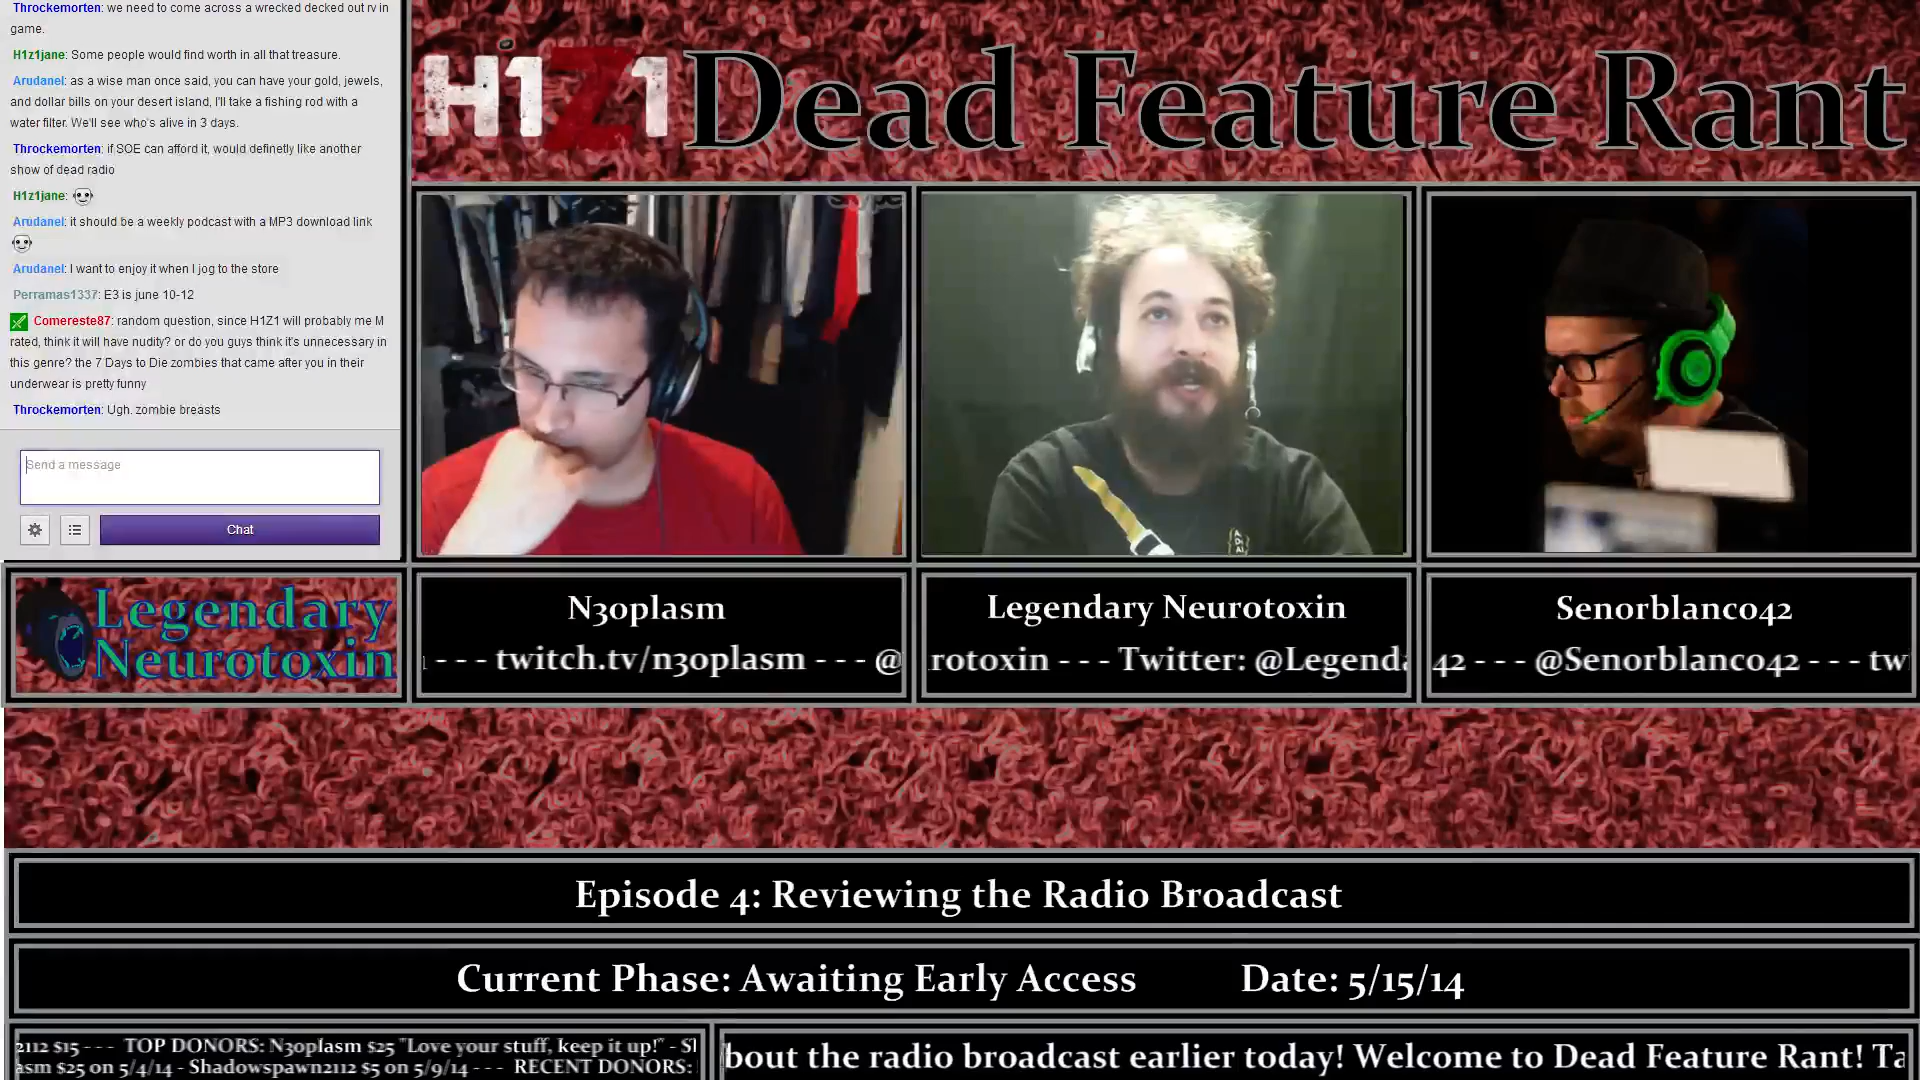 Throckemorten: we need to come across a wrecked decked out rv in
game.
H1z1jane: Some people would find worth in all that treasure.
Arudanel: as a wise man once said, you can have your gold, jewels,
and dollar bills on your desert island, I'll take a fishing rod with a
water filter. We'll see who's alive in 3 days.
Throckemorten: if SOE can afford it, would definetly like another
show of dead radio
H1z1jane:
Arudanel: it should be a weekly podcast with a MP3 download link
Arudanel: I want to enjoy it when I jog to the store
Perramas1337: E3 is june 10-12
Comereste87: random question, since H1Z1 will probably me M
rated, think it will have nudity? or do you guys think it's unnecessary in
this genre? the 7 Days to Die zombies that came after you in their
underwear is pretty funny
Throckemorten: Ugh. zombie breasts
Send a message
Chat
H1Z1 Dead Feature Rant
Legendary
Neurotoxin
N3oplasm
- - - twitch.tv/n3oplasm - - - @
Legendary Neurotoxin
rotoxin - - - Twitter: @Legend
Senorblanco42
42 - - - @Senorblanco42 - - - tw
Episode 4: Reviewing the Radio Broadcast
Current Phase: Awaiting Early Access Date: 5/15/14
2112 $15 - - - TOP DONORS: N3oplasm $25 "Love your stuff, keep it up!" - S
asm $25 on 5/4/14 - Shadowspawn2112 $5 on 5/9/14 - - - RECENT DONORS:
bout the radio broadcast earlier today! Welcome to Dead Feature Rant! Ta